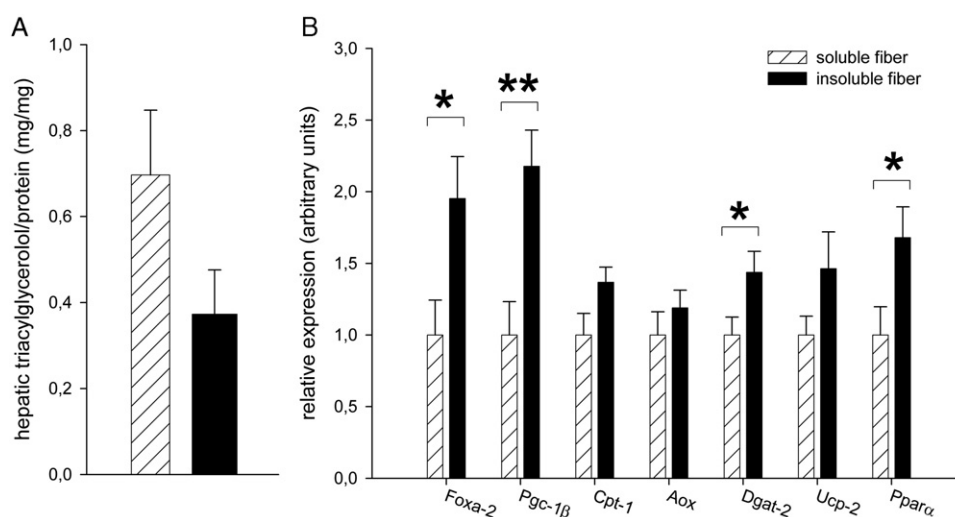 A
hepatic triacylglycerolol/protein (mg/mg)
1,0
0,8
0,6
0,4
0,2
0,0
B
relative expression (arbitrary units)
3,0
2,5
2,0
1,5
1,0
0,5
0,0
soluble fiber
insoluble fiber
*
**
*
*
Foxa-2
Pgc-1β
Cpt-1
Aox
Dgat-2
Ucp-2
Pparα